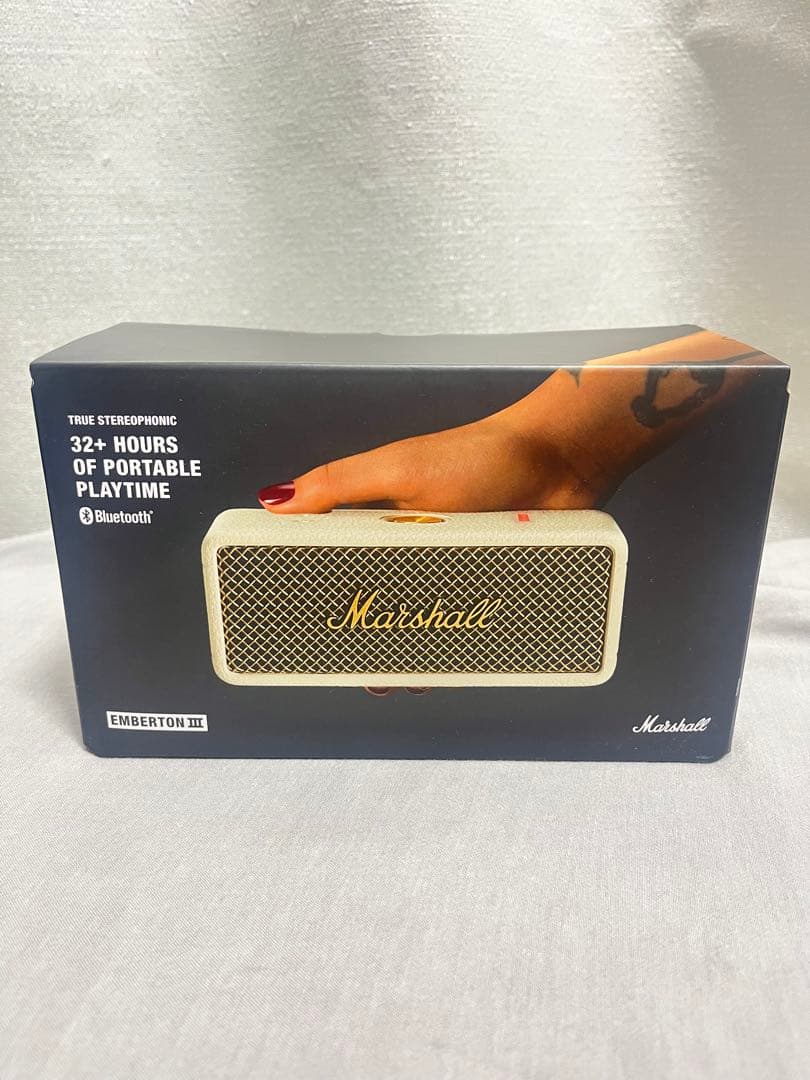 TRUE STEREOPHONIC
32+ HOURS
OF PORTABLE
PLAYTIME
Bluetooth®
Marshall
EMBERTON III
Marshall